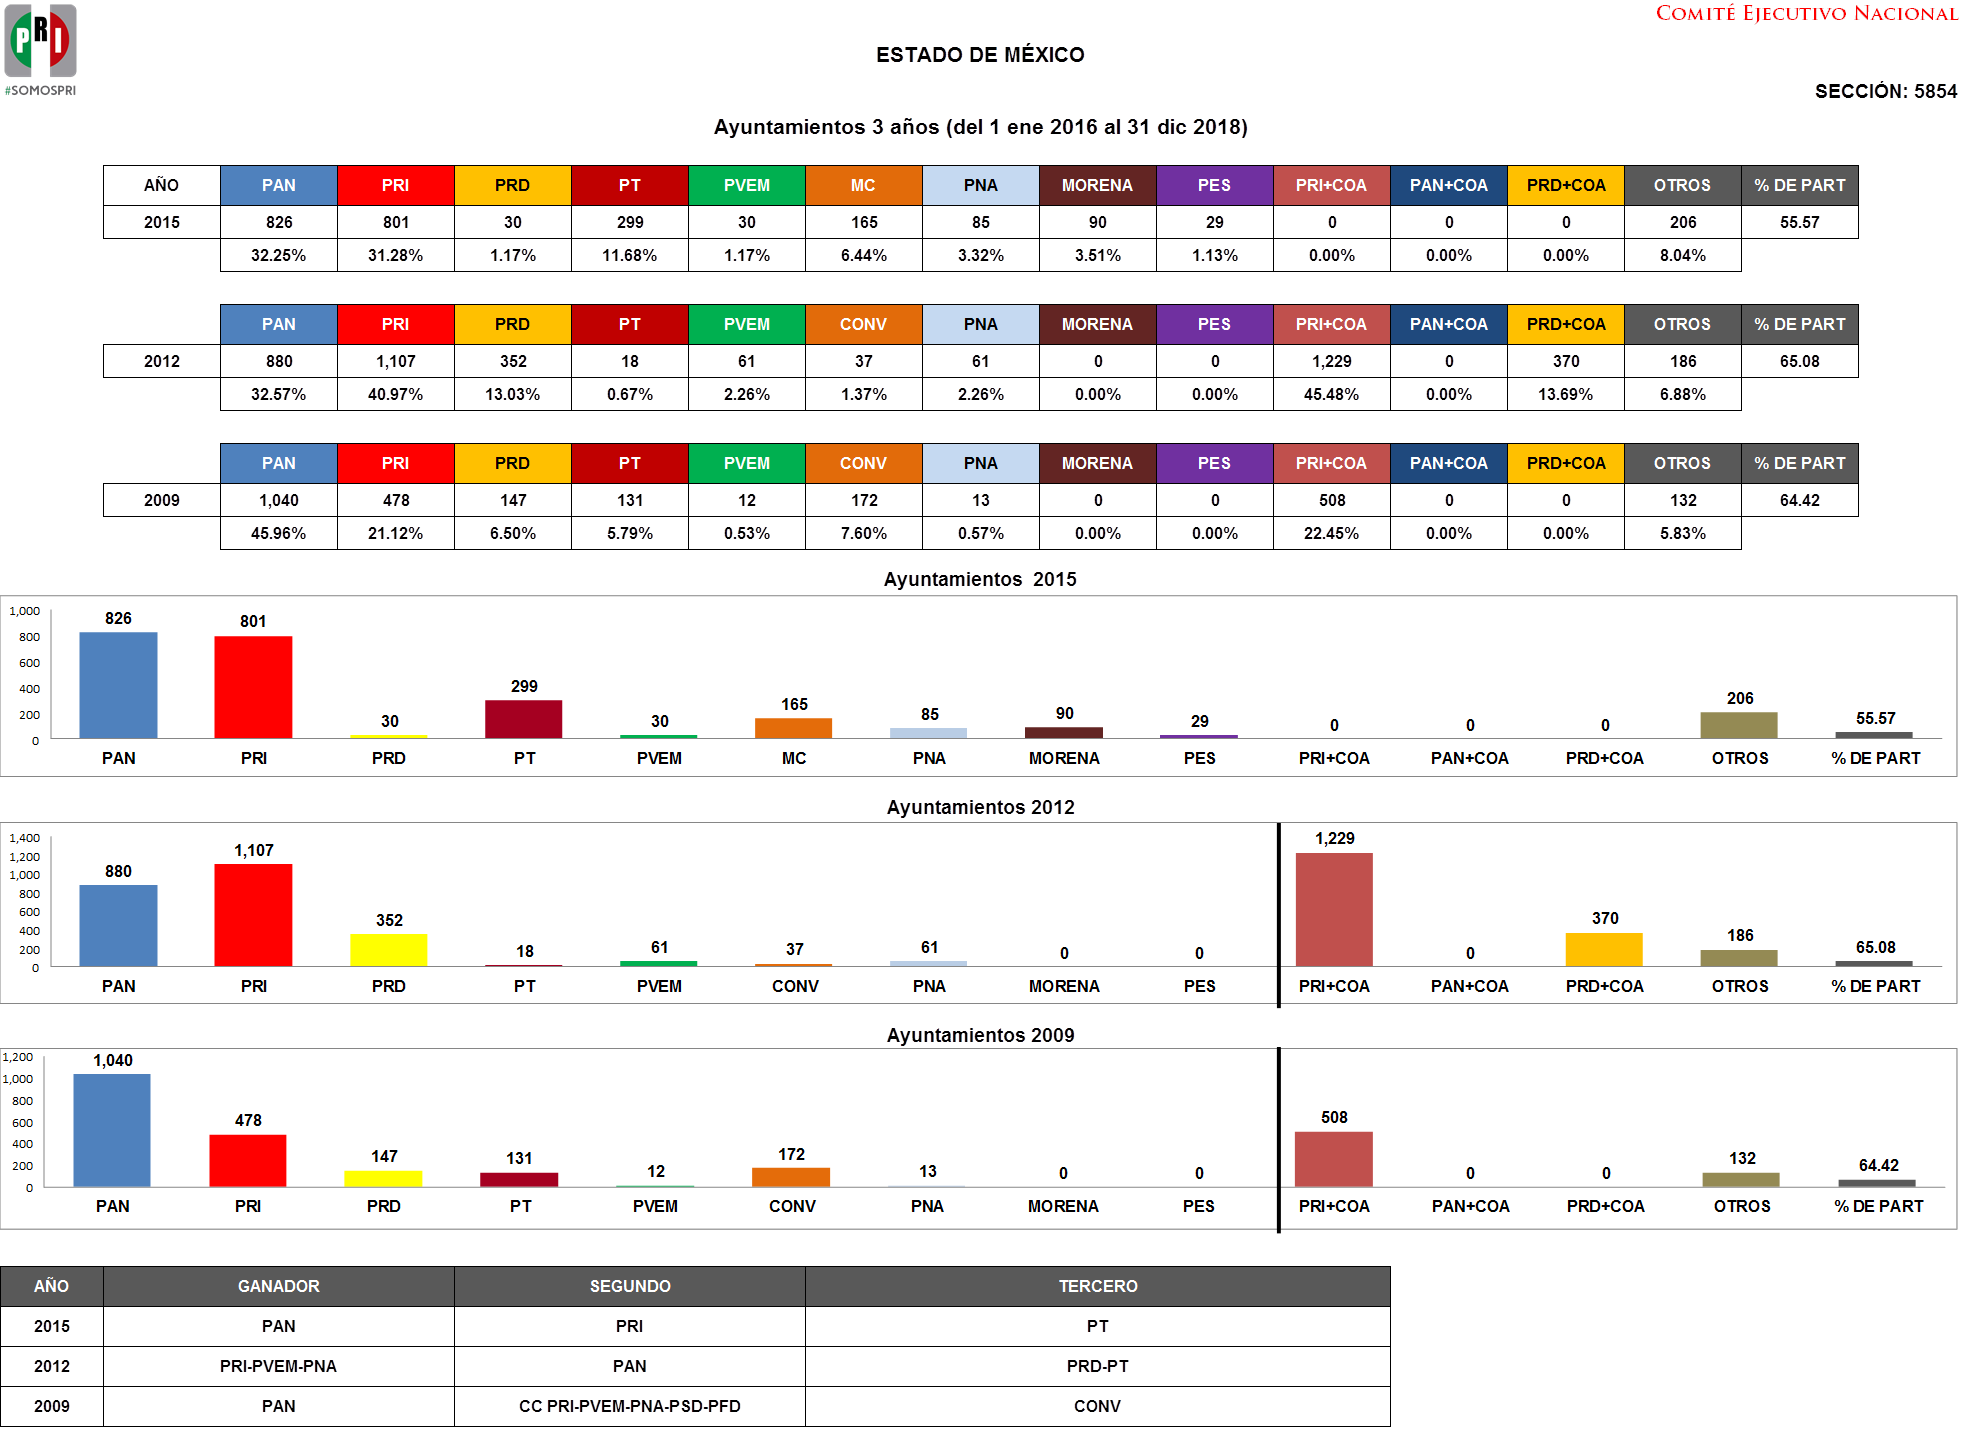 PRI
#SOMOSPRI
COMITÉ EJECUTIVO NACIONAL
ESTADO DE MÉXICO
SECCIÓN: 5854
Ayuntamientos 3 años (del 1 ene 2016 al 31 dic 2018)
AÑO PAN PRI PRD PT PVEM MC PNA MORENA PES PRI+COA PAN+COA PRD+COA OTROS % DE PART
2015 826 801 30 299 30 165 85 90 29 0 0 0 206 55.57
32.25% 31.28% 1.17% 11.68% 1.17% 6.44% 3.32% 3.51% 1.13% 0.00% 0.00% 0.00% 8.04%
PAN PRI PRD PT PVEM CONV PNA MORENA PES PRI+COA PAN+COA PRD+COA OTROS % DE PART
2012 880 1,107 352 18 61 37 61 0 0 1,229 0 370 186 65.08
32.57% 40.97% 13.03% 0.67% 2.26% 1.37% 2.26% 0.00% 0.00% 45.48% 0.00% 13.69% 6.88%
PAN PRI PRD PT PVEM CONV PNA MORENA PES PRI+COA PAN+COA PRD+COA OTROS % DE PART
2009 1,040 478 147 131 12 172 13 0 0 508 0 0 132 64.42
45.96% 21.12% 6.50% 5.79% 0.53% 7.60% 0.57% 0.00% 0.00% 22.45% 0.00% 0.00% 5.83%
Ayuntamientos 2015
1,000
800
600
400
200
0
826 801 30 299 30 165 85 90 29 0 0 0 206 55.57
PAN PRI PRD PT PVEM MC PNA MORENA PES PRI+COA PAN+COA PRD+COA OTROS % DE PART
Ayuntamientos 2012
1,400
1,200
1,000
800
600
400
200
0
880 1,107 352 18 61 37 61 0 0 1,229 0 370 186 65.08
PAN PRI PRD PT PVEM CONV PNA MORENA PES PRI+COA PAN+COA PRD+COA OTROS % DE PART
Ayuntamientos 2009
1,200
1,000
800
600
400
200
0
1,040 478 147 131 12 172 13 0 0 508 0 0 132 64.42
PAN PRI PRD PT PVEM CONV PNA MORENA PES PRI+COA PAN+COA PRD+COA OTROS % DE PART
AÑO GANADOR SEGUNDO TERCERO
2015 PAN PRI PT
2012 PRI-PVEM-PNA PAN PRD-PT
2009 PAN CC PRI-PVEM-PNA-PSD-PFD CONV